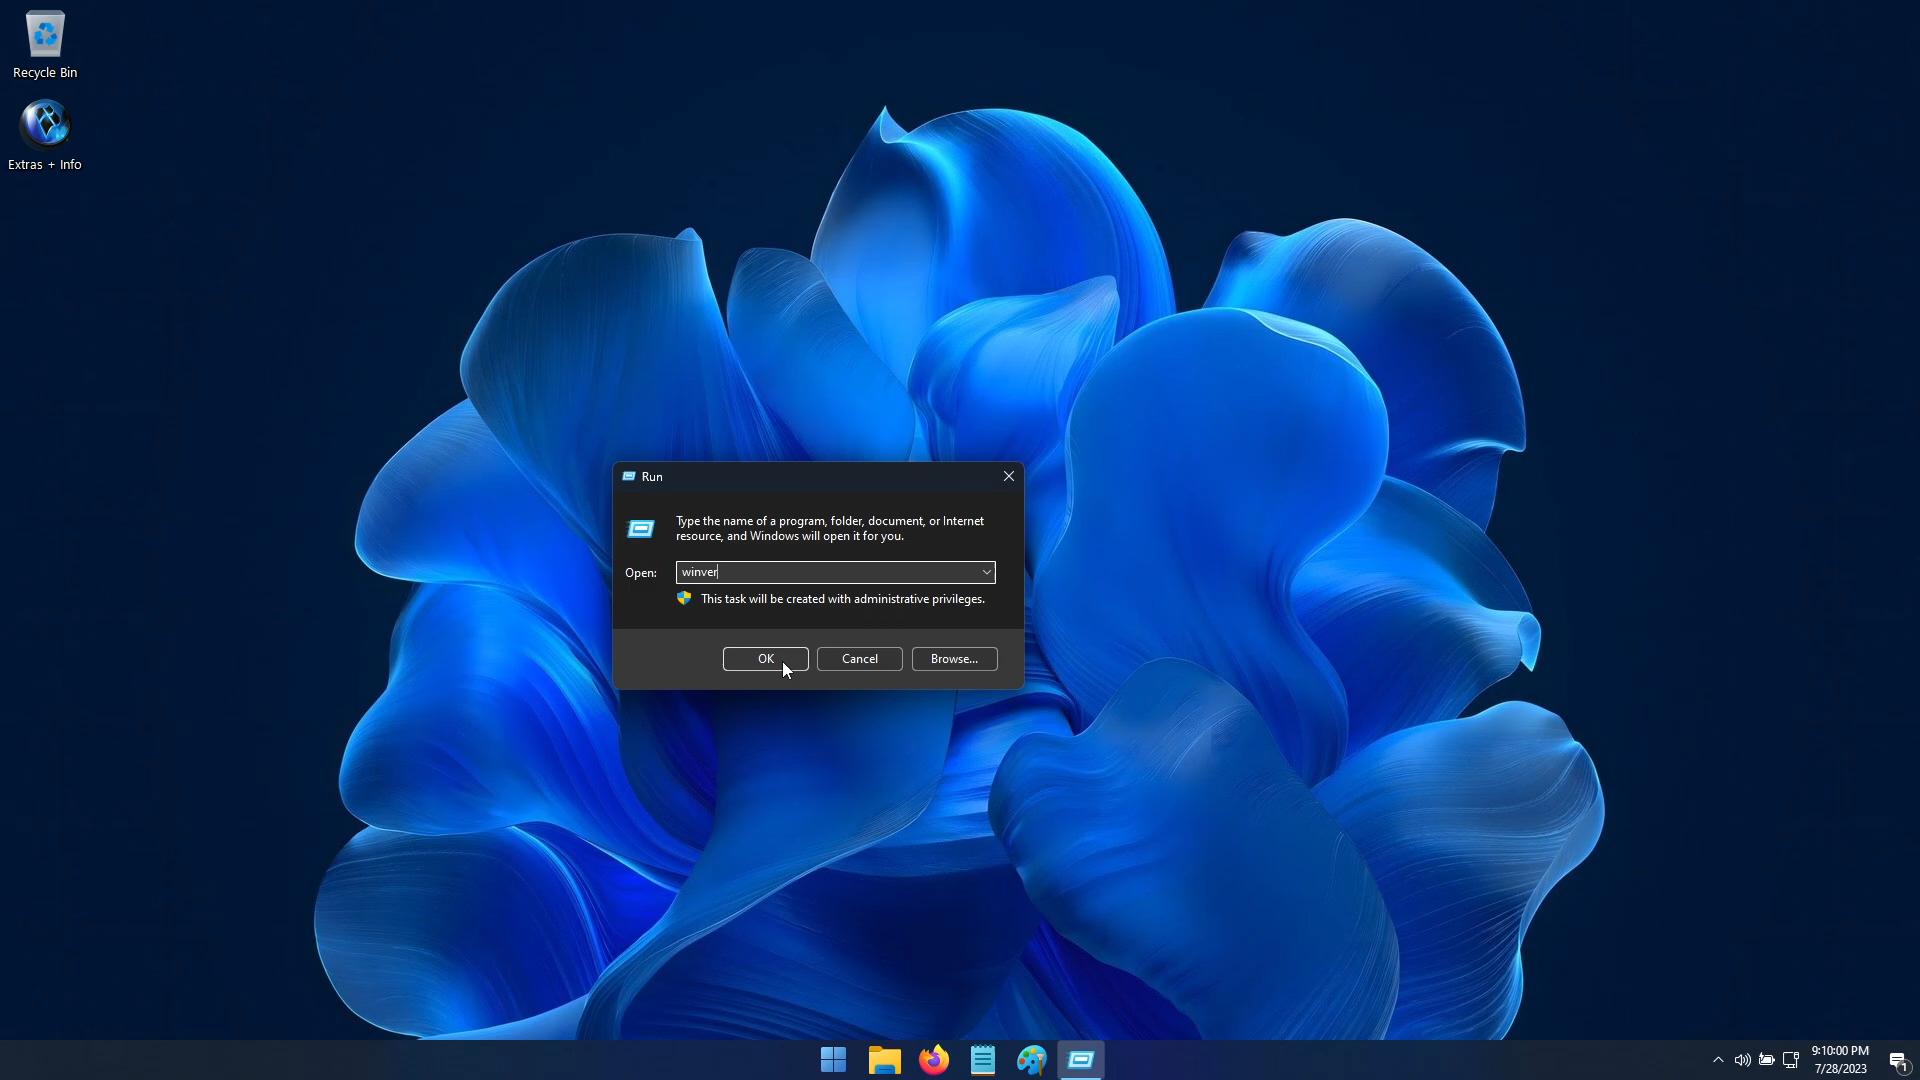 Recycle Bin
Extras + Info
Run
Type the name of a program, folder, document, or Internet
resource, and Windows will open it for you.
Open:
winver
This task will be created with administrative privileges.
OK
Cancel
Browse...
9:10:00 PM
7/28/2023
1